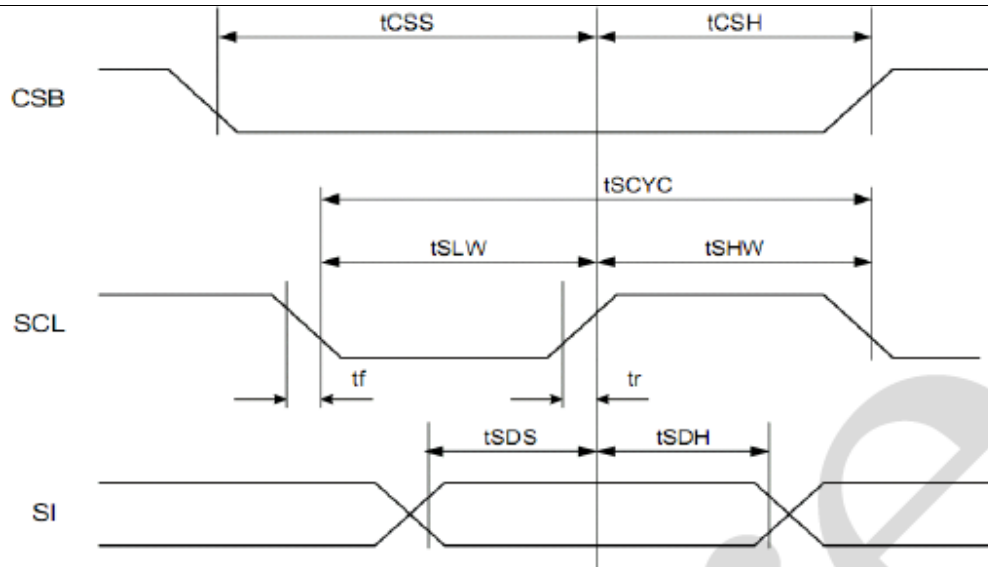 tCSS tCSH
CSB
tSCYC
tSLW tSHW
SCL
tf tr
tSDS tSDH
SI